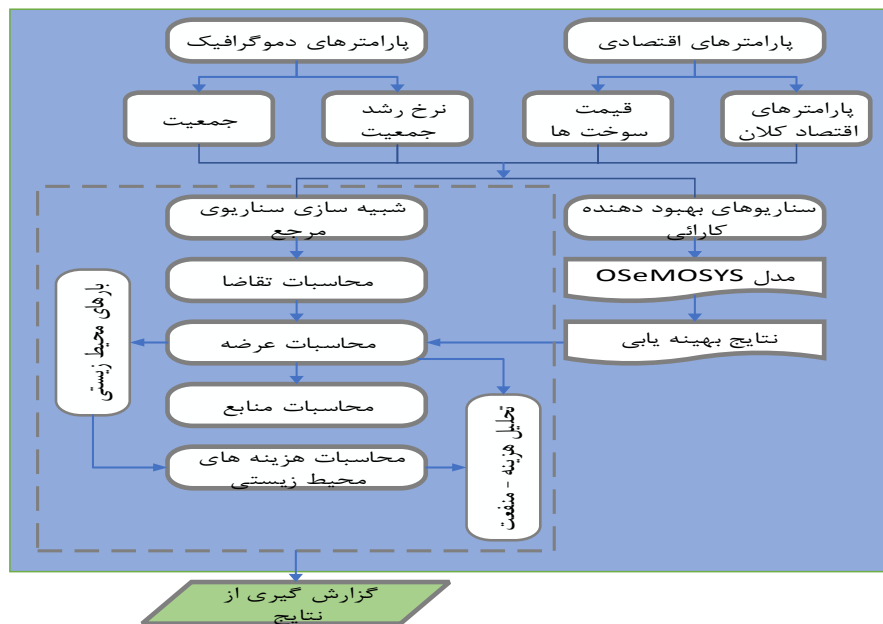 پارامترهای اقتصادی
پارامترهای دموگرافیک
پارامترهای
اقتصاد کلان
قیمت
سوخت ها
نرخ رشد
جمعیت
جمعیت
سناریوهای بهبود دهنده
کارائی
شبیه سازی سناریوی
مرجع
مدل OSeMOSYS
محاسبات تقاضا
نتایج بهینه یابی
محاسبات عرضه
بارهای محیط زیستی
محاسبات منابع
تحلیل هزینه - منفعت
محاسبات هزینه های
محیط زیستی
گزارش گیری از
نتایج